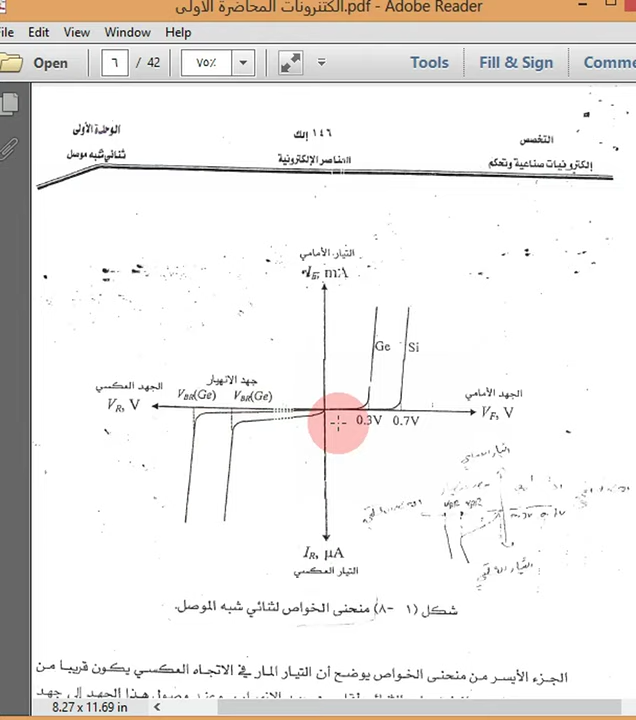 الكتنرونات المحاضرة الاولى.pdf - Adobe Reader
File Edit View Window Help
Open ٦ / 42 ٧٥٪ Tools Fill & Sign Comme
الوحدة الأولى ١٤٦ إلك التخصص
ثنائي شبه موصل العناصر الإلكترونية إلكترونيات صناعية وتحكم
التيار الأمامي
IF, mA
Ge Si
الجهد العكسي جهد الانهيار الجهد الأمامي
VR, V VBR(Ge) VBR(Ge) VF, V
0.3V 0.7V
IR, µA
التيار العكسي
شكل (١ -٨) منحنى الخواص لثنائي شبه الموصل.
الجزء الأيسر من منحنى الخواص يوضح أن التيار المار في الاتجاه العكسي يكون قريبا من
8.27 x 11.69 in